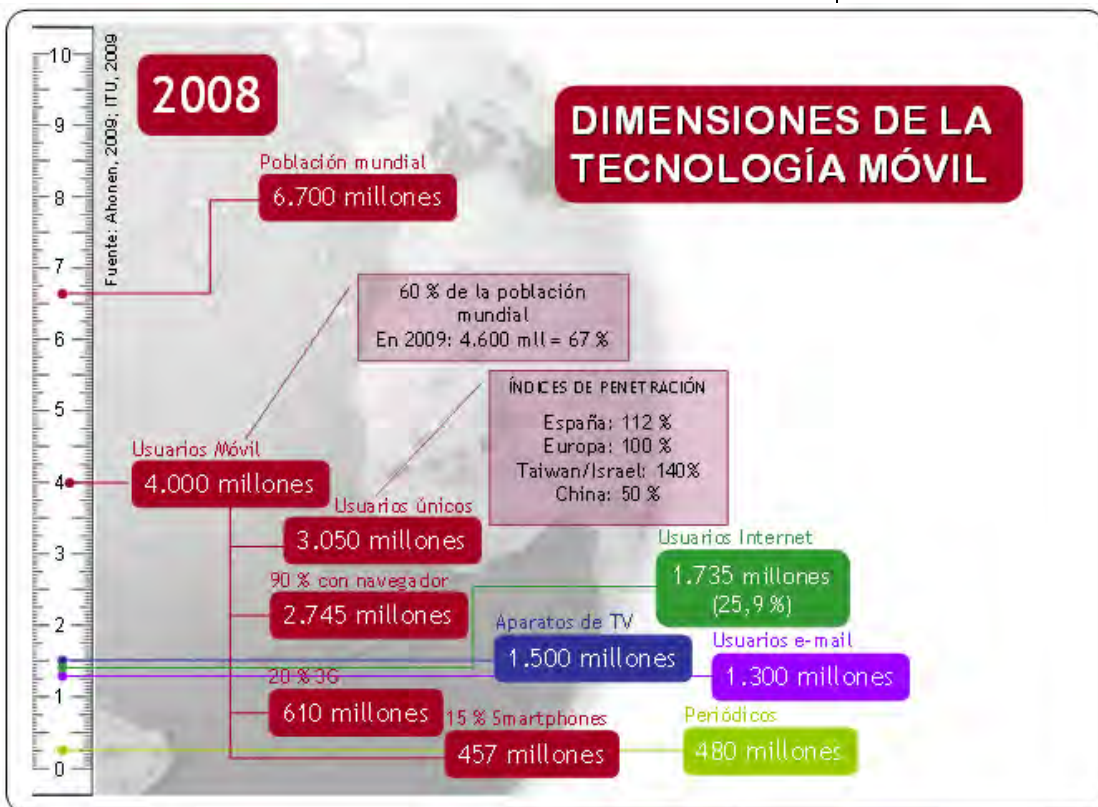 2008
DIMENSIONES DE LA
TECNOLOGÍA MÓVIL
Fuente: Ahonen, 2009; ITU, 2009
10
9
8
7
6
5
4
3
2
1
0
Población mundial
6.700 millones
60 % de la población
mundial
En 2009: 4.600 mll = 67 %
ÍNDICES DE PENETRACIÓN
España: 112 %
Europa: 100 %
Taiwan/Israel: 140%
China: 50 %
Usuarios Móvil
4.000 millones
Usuarios únicos
3.050 millones
90 % con navegador
2.745 millones
Usuarios Internet
1.735 millones
(25,9 %)
Aparatos de TV
1.500 millones
Usuarios e-mail
1.300 millones
20 % 3G
610 millones
15 % Smartphones
457 millones
Periódicos
480 millones